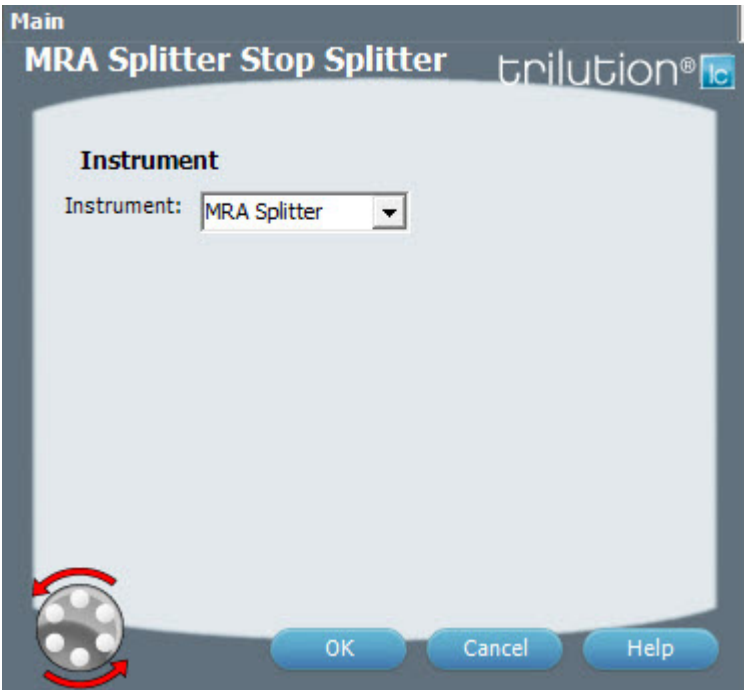 Main
MRA Splitter Stop Splitter
trilution® lc
Instrument
Instrument: MRA Splitter
OK Cancel Help